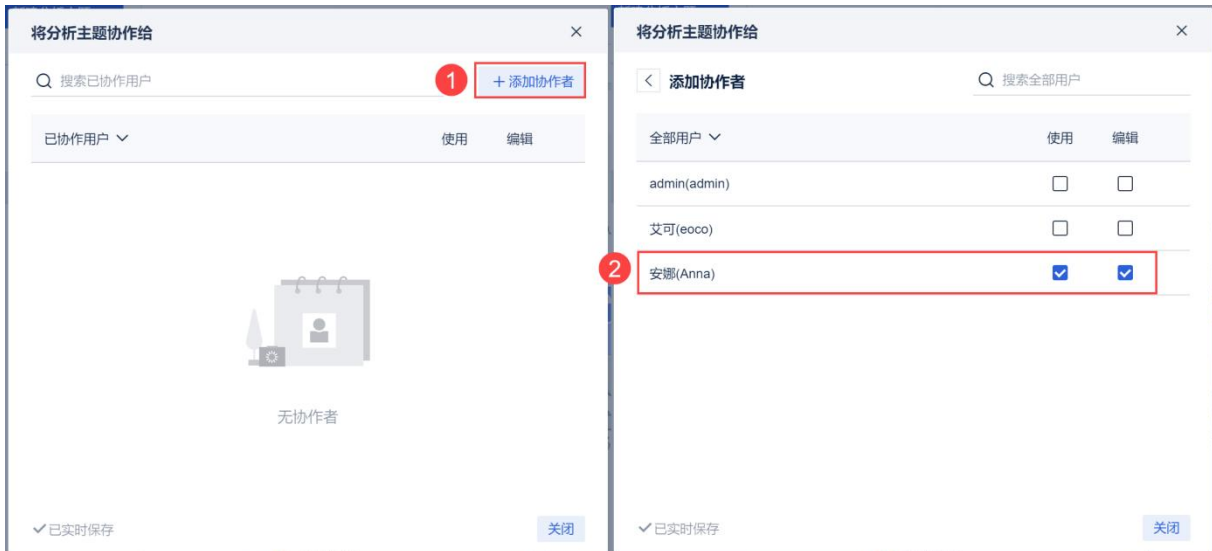 将分析主题协作给
搜索已协作用户
1
+ 添加协作者
已协作用户 使用 编辑
无协作者
已实时保存
关闭
将分析主题协作给
添加协作者
搜索全部用户
全部用户 使用 编辑
admin(admin)
艾可(eoco)
2
安娜(Anna)
已实时保存
关闭